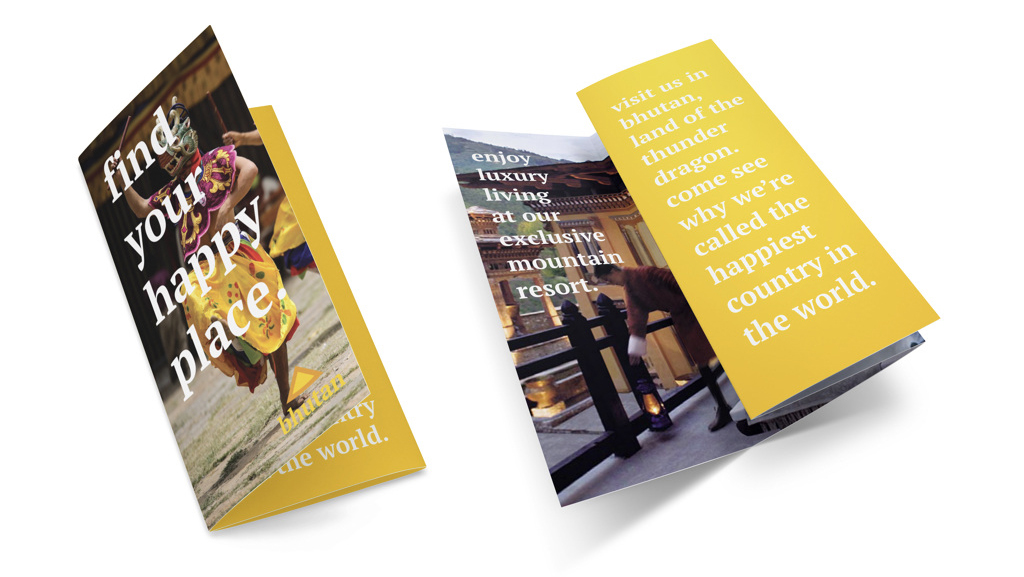 find
your
happy
place.
bhutan
ntry
the world.
enjoy
luxury
living
at our
exclusive
mountain
resort.
visit us in
bhutan,
land of the
thunder
dragon.
come see
why we're
called the
happiest
country in
the world.